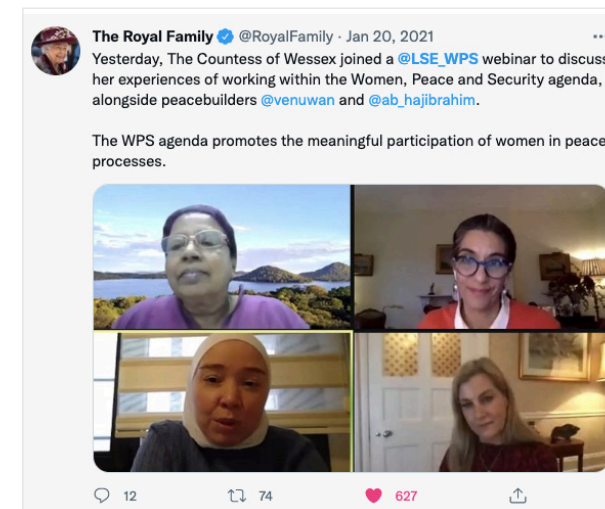 The Royal Family @RoyalFamily · Jan 20, 2021
Yesterday, The Countess of Wessex joined a @LSE_WPS webinar to discuss
her experiences of working within the Women, Peace and Security agenda,
alongside peacebuilders @venuwan and @ab_hajibrahim.
The WPS agenda promotes the meaningful participation of women in peace
processes.
12 74 627